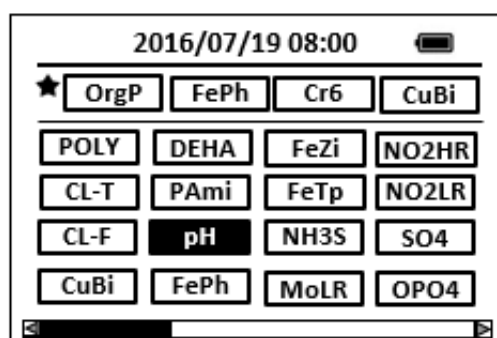 2016/07/19 08:00
OrgP FePh Cr6 CuBi
POLY DEHA FeZi NO2HR
CL-T PAmi FeTp NO2LR
CL-F pH NH3S SO4
CuBi FePh MoLR OPO4